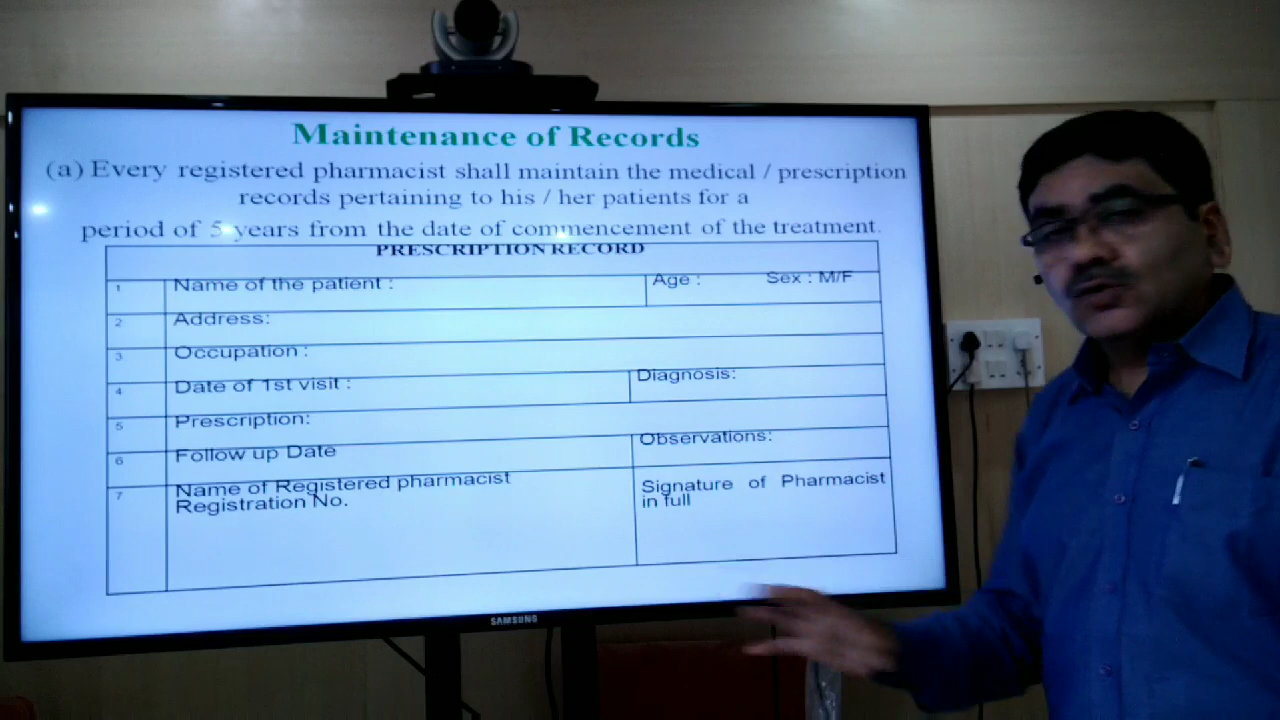 Maintenance of Records
(a) Every registered pharmacist shall maintain the medical / prescription
records pertaining to his / her patients for a
period of 5 years from the date of commencement of the treatment.
PRESCRIPTION RECORD
1 Name of the patient : Age : Sex : M/F
2 Address:
3 Occupation :
4 Date of 1st visit : Diagnosis:
5 Prescription:
6 Follow up Date Observations:
7 Name of Registered pharmacist Signature of Pharmacist
Registration No. in full
SAMSUNG